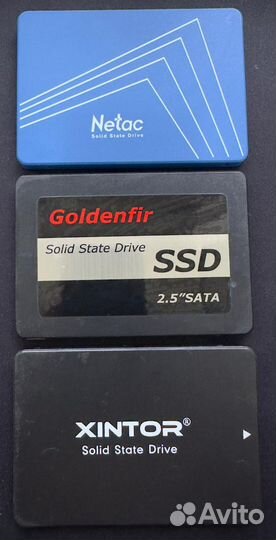 Netac
Solid State Drive
Goldenfir
Solid State Drive
SSD
2.5"SATA
XINTOR®
Solid State Drive
Avito